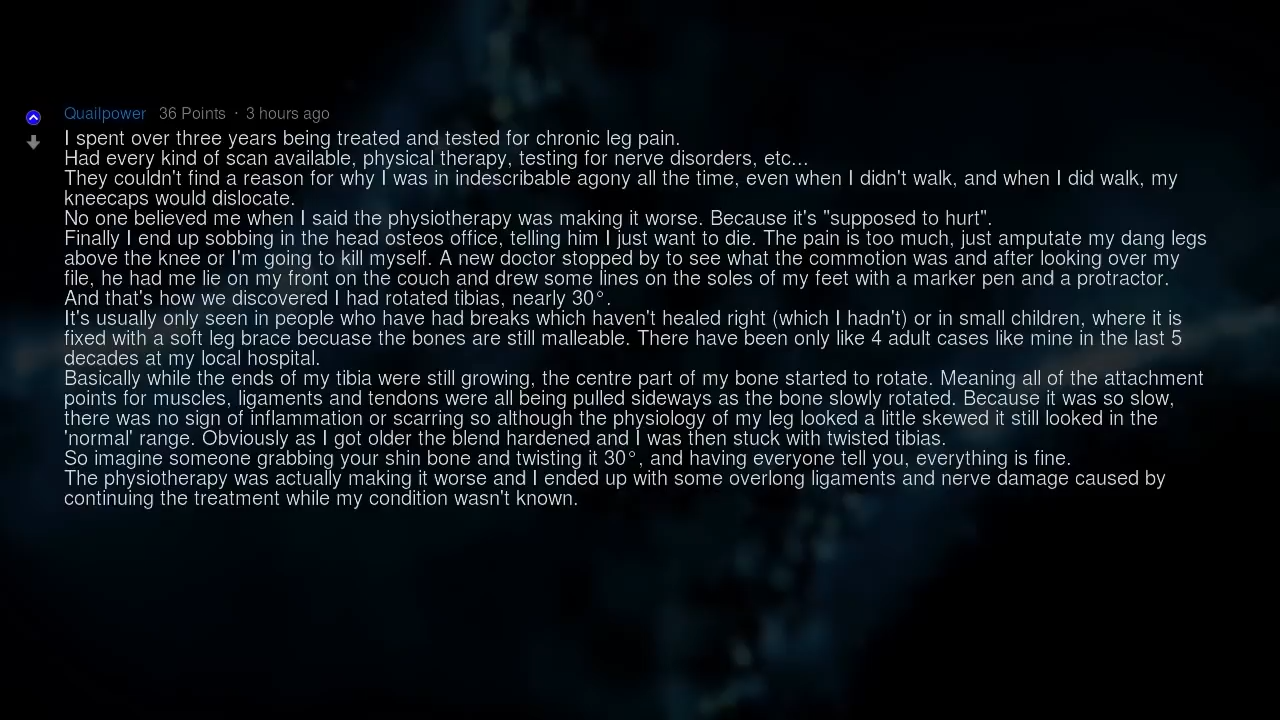 Quailpower 36 Points · 3 hours ago
I spent over three years being treated and tested for chronic leg pain.
Had every kind of scan available, physical therapy, testing for nerve disorders, etc...
They couldn't find a reason for why I was in indescribable agony all the time, even when I didn't walk, and when I did walk, my
kneecaps would dislocate.
No one believed me when I said the physiotherapy was making it worse. Because it's "supposed to hurt".
Finally I end up sobbing in the head osteos office, telling him I just want to die. The pain is too much, just amputate my dang legs
above the knee or I'm going to kill myself. A new doctor stopped by to see what the commotion was and after looking over my
file, he had me lie on my front on the couch and drew some lines on the soles of my feet with a marker pen and a protractor.
And that's how we discovered I had rotated tibias, nearly 30°.
It's usually only seen in people who have had breaks which haven't healed right (which I hadn't) or in small children, where it is
fixed with a soft leg brace becuase the bones are still malleable. There have been only like 4 adult cases like mine in the last 5
decades at my local hospital.
Basically while the ends of my tibia were still growing, the centre part of my bone started to rotate. Meaning all of the attachment
points for muscles, ligaments and tendons were all being pulled sideways as the bone slowly rotated. Because it was so slow,
there was no sign of inflammation or scarring so although the physiology of my leg looked a little skewed it still looked in the
'normal' range. Obviously as I got older the blend hardened and I was then stuck with twisted tibias.
So imagine someone grabbing your shin bone and twisting it 30°, and having everyone tell you, everything is fine.
The physiotherapy was actually making it worse and I ended up with some overlong ligaments and nerve damage caused by
continuing the treatment while my condition wasn't known.